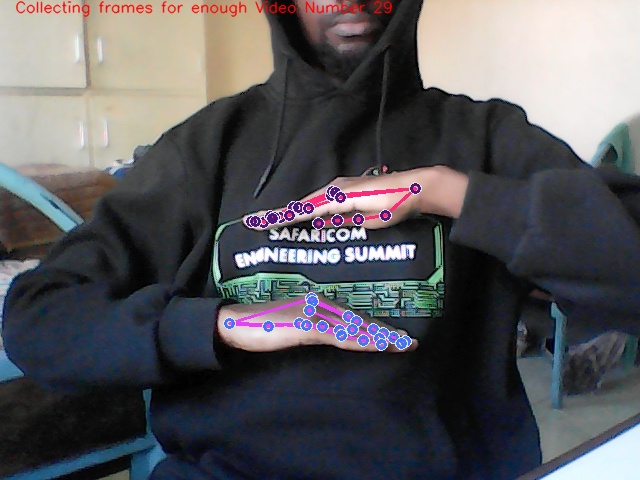 Collecting frames for enough Video Number 29
SAFARICOM
ENGINEERING SUMMIT